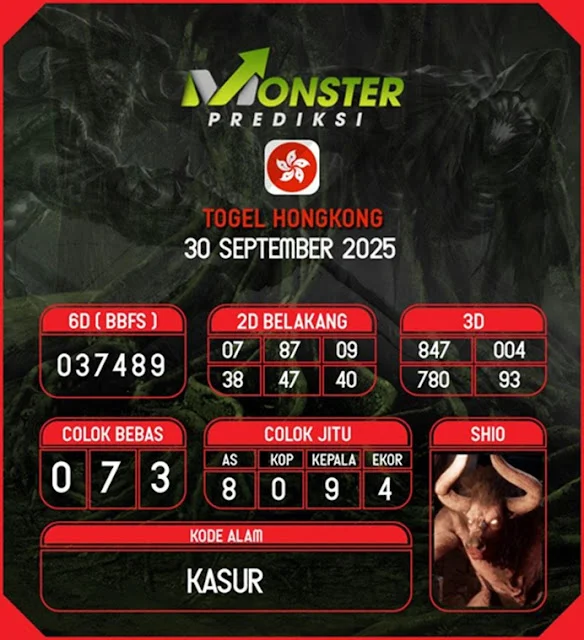 MONSTER
PREDIKSI
TOGEL HONGKONG
30 SEPTEMBER 2025
6D ( BBFS )
037489
2D BELAKANG
07 87 09
38 47 40
3D
847 004
780 93
COLOK BEBAS
0 7 3
COLOK JITU
AS KOP KEPALA EKOR
8 0 9 4
SHIO
KODE ALAM
KASUR